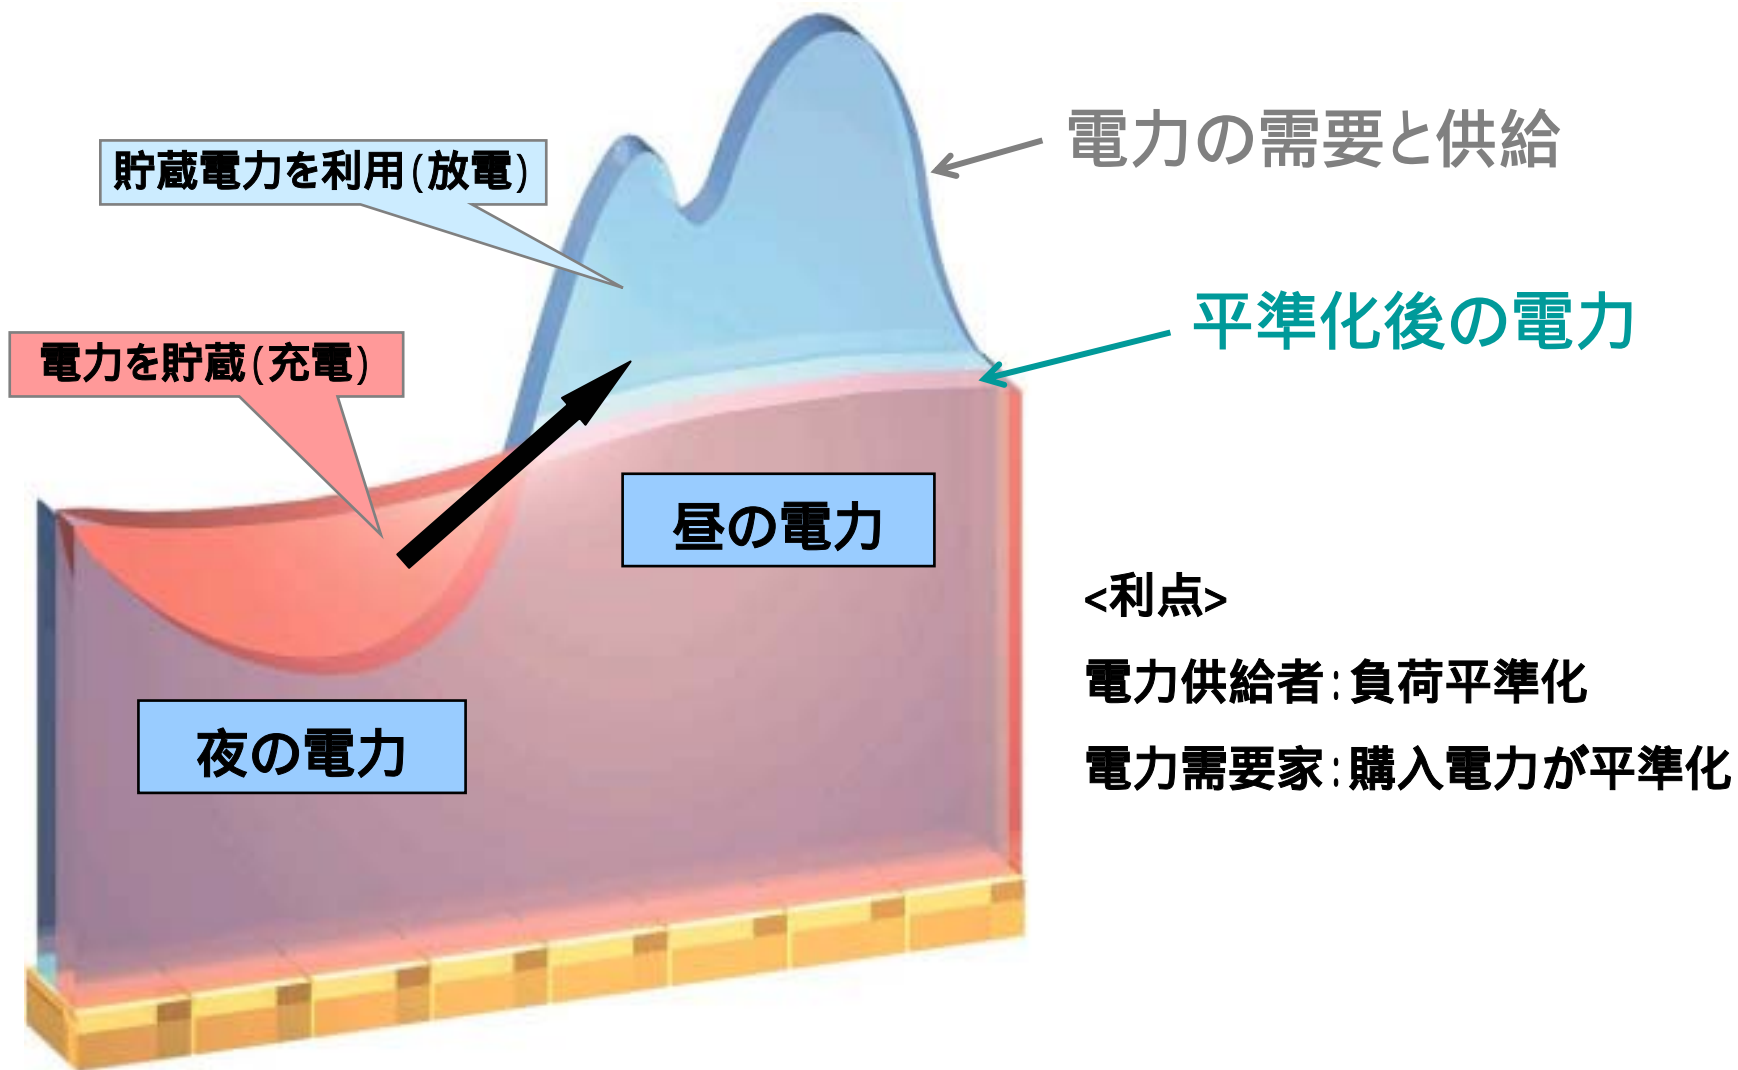 電力の需要と供給
貯蔵電力を利用(放電)
平準化後の電力
電力を貯蔵(充電)
昼の電力
夜の電力
<利点>
電力供給者:負荷平準化
電力需要家:購入電力が平準化